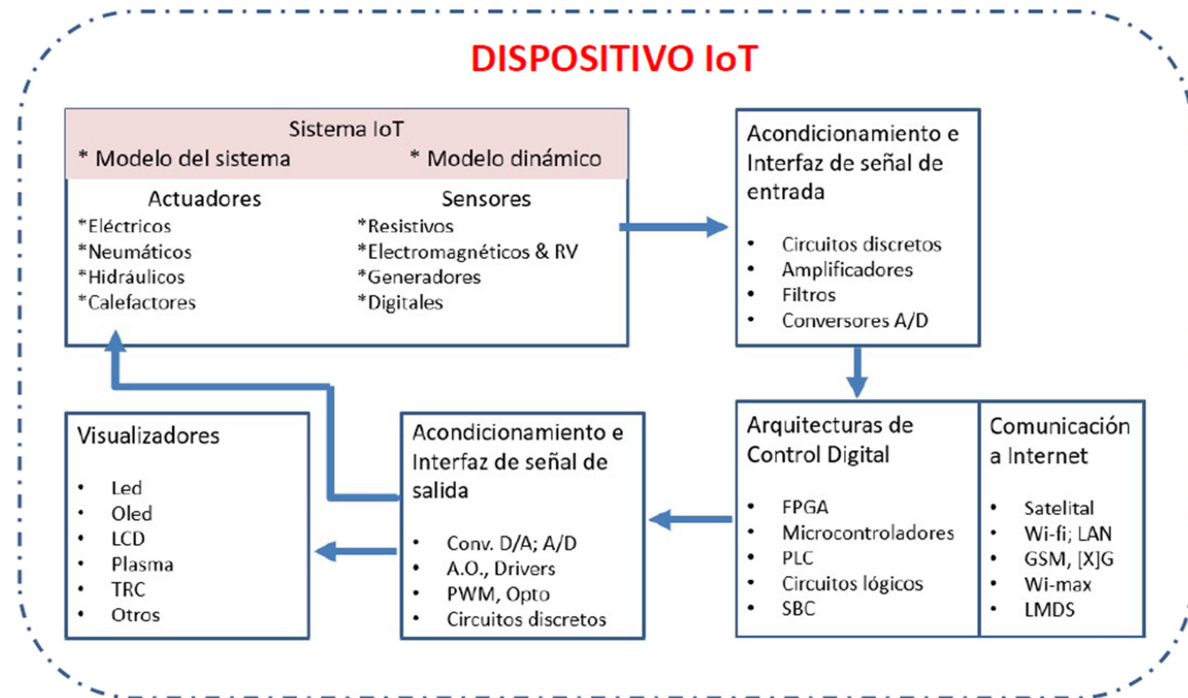 DISPOSITIVO IoT
Sistema IoT
* Modelo del sistema * Modelo dinámico
Actuadores
*Eléctricos
*Neumáticos
*Hidráulicos
*Calefactores
Sensores
*Resistivos
*Electromagnéticos & RV
*Generadores
*Digitales
Acondicionamiento e
Interfaz de señal de
entrada
• Circuitos discretos
• Amplificadores
• Filtros
• Conversores A/D
Visualizadores
• Led
• Oled
• LCD
• Plasma
• TRC
• Otros
Acondicionamiento e
Interfaz de señal de
salida
• Conv. D/A; A/D
• A.O., Drivers
• PWM, Opto
• Circuitos discretos
Arquitecturas de
Control Digital
• FPGA
• Microcontroladores
• PLC
• Circuitos lógicos
• SBC
Comunicación
a Internet
• Satelital
• Wi-fi; LAN
• GSM, [X]G
• Wi-max
• LMDS